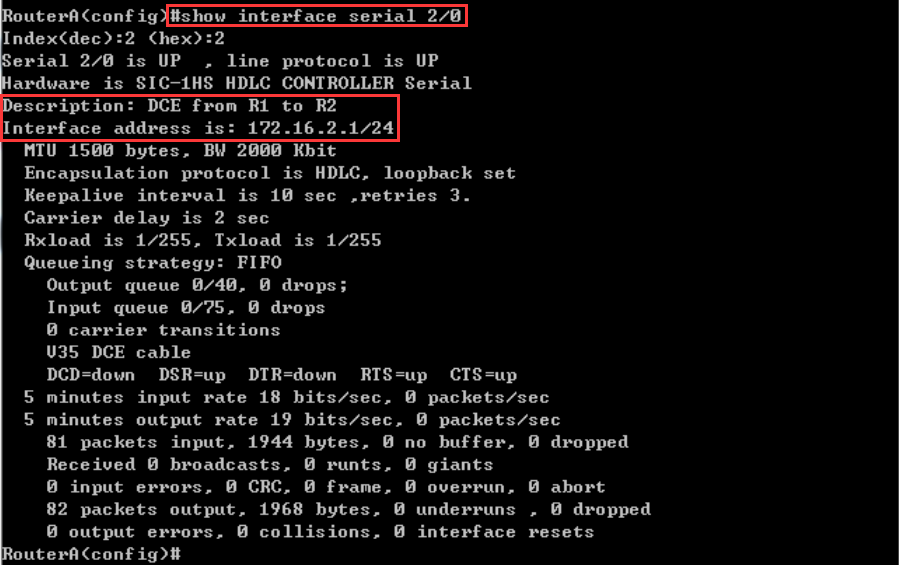 RouterA(config)#show interface serial 2/0
Index(dec):2 (hex):2
Serial 2/0 is UP  , line protocol is UP
Hardware is SIC-1HS HDLC CONTROLLER Serial
Description: DCE from R1 to R2
Interface address is: 172.16.2.1/24
  MTU 1500 bytes, BW 2000 Kbit
  Encapsulation protocol is HDLC, loopback set
  Keepalive interval is 10 sec ,retries 3.
  Carrier delay is 2 sec
  Rxload is 1/255, Txload is 1/255
  Queueing strategy: FIFO
    Output queue 0/40, 0 drops;
    Input queue 0/75, 0 drops
    0 carrier transitions
    V35 DCE cable
    DCD=down  DSR=up  DTR=down  RTS=up  CTS=up
  5 minutes input rate 18 bits/sec, 0 packets/sec
  5 minutes output rate 19 bits/sec, 0 packets/sec
    81 packets input, 1944 bytes, 0 no buffer, 0 dropped
    Received 0 broadcasts, 0 runts, 0 giants
    0 input errors, 0 CRC, 0 frame, 0 overrun, 0 abort
    82 packets output, 1968 bytes, 0 underruns , 0 dropped
    0 output errors, 0 collisions, 0 interface resets
RouterA(config)#